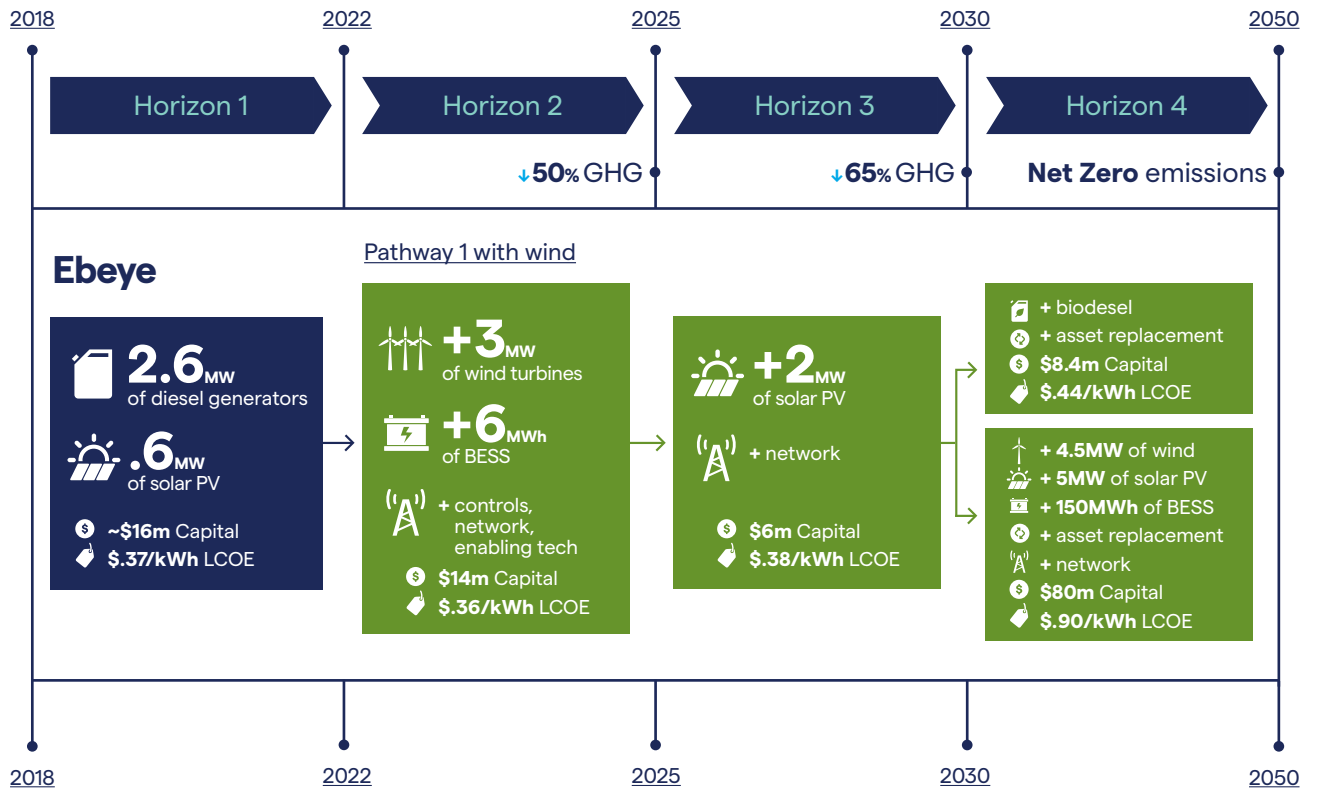 2018
2022
2025
2030
2050
Horizon 1
Horizon 2
Horizon 3
Horizon 4
↓50% GHG
↓65% GHG
Net Zero emissions
Ebeye
2.6MW
of diesel generators
.6MW
of solar PV
~$16m Capital
$.37/kWh LCOE
Pathway 1 with wind
+3MW
of wind turbines
+6MWh
of BESS
+ controls,
network,
enabling tech
$14m Capital
$.36/kWh LCOE
+2MW
of solar PV
+ network
$6m Capital
$.38/kWh LCOE
+ biodesel
+ asset replacement
$8.4m Capital
$.44/kWh LCOE
+ 4.5MW of wind
+ 5MW of solar PV
+ 150MWh of BESS
+ asset replacement
+ network
$80m Capital
$.90/kWh LCOE
2018
2022
2025
2030
2050